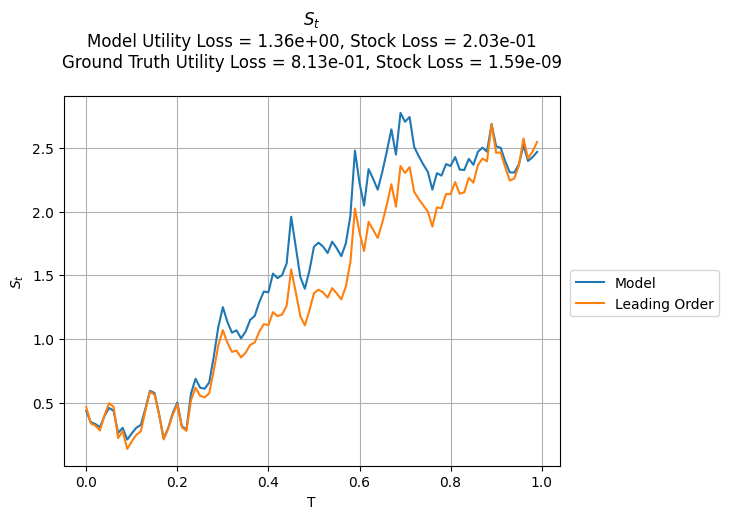 $S_t$
Model Utility Loss = 1.36e+00, Stock Loss = 2.03e-01
Ground Truth Utility Loss = 8.13e-01, Stock Loss = 1.59e-09
2.5
2.0
1.5
1.0
0.5
$S_t$
0.0 0.2 0.4 0.6 0.8 1.0
T
Model
Leading Order